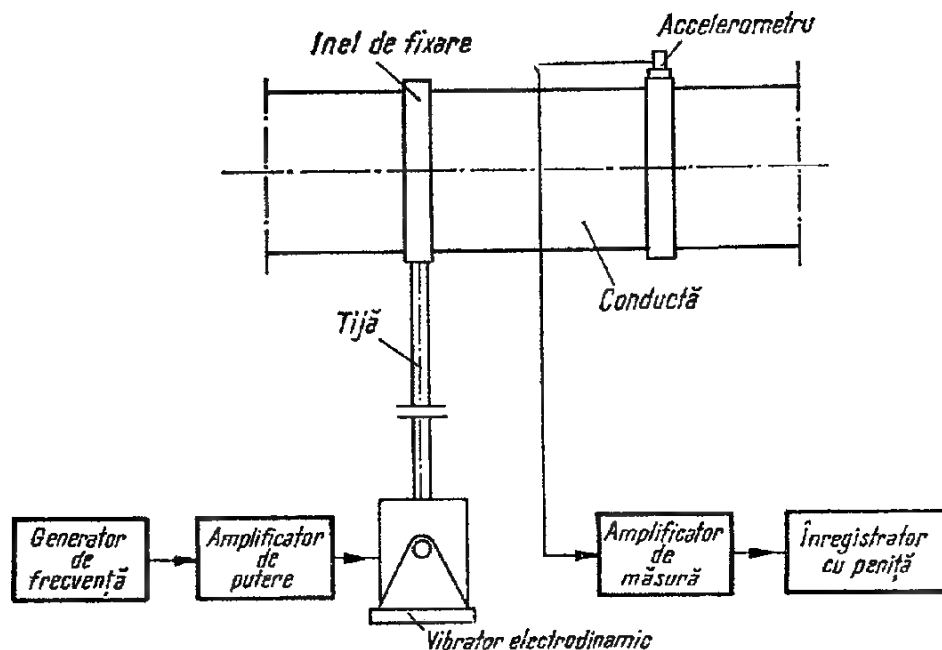 Accelerometru
Inel de fixare
Conductă
Tijă
Generator
de
frecvență
Amplificator
de
putere
Amplificator
de
măsură
Înregistrator
cu peniță
Vibrator electrodinamic